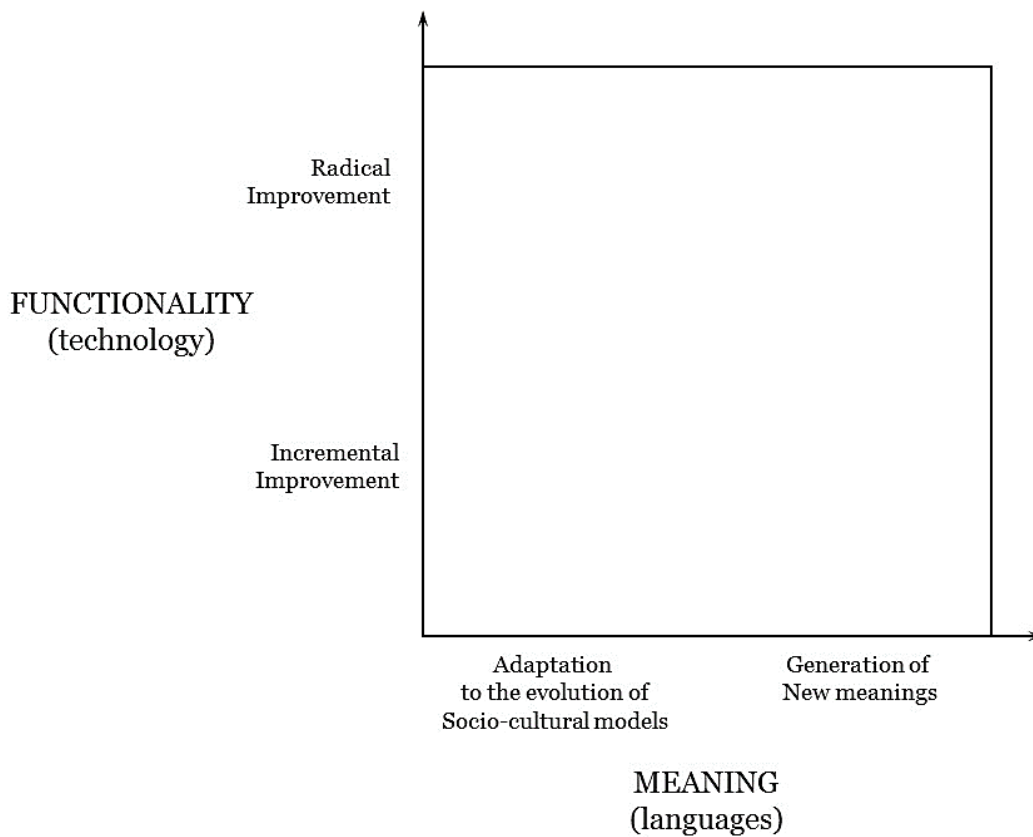 Radical
Improvement
FUNCTIONALITY
(technology)
Incremental
Improvement
Adaptation
to the evolution of
Socio-cultural models
Generation of
New meanings
MEANING
(languages)